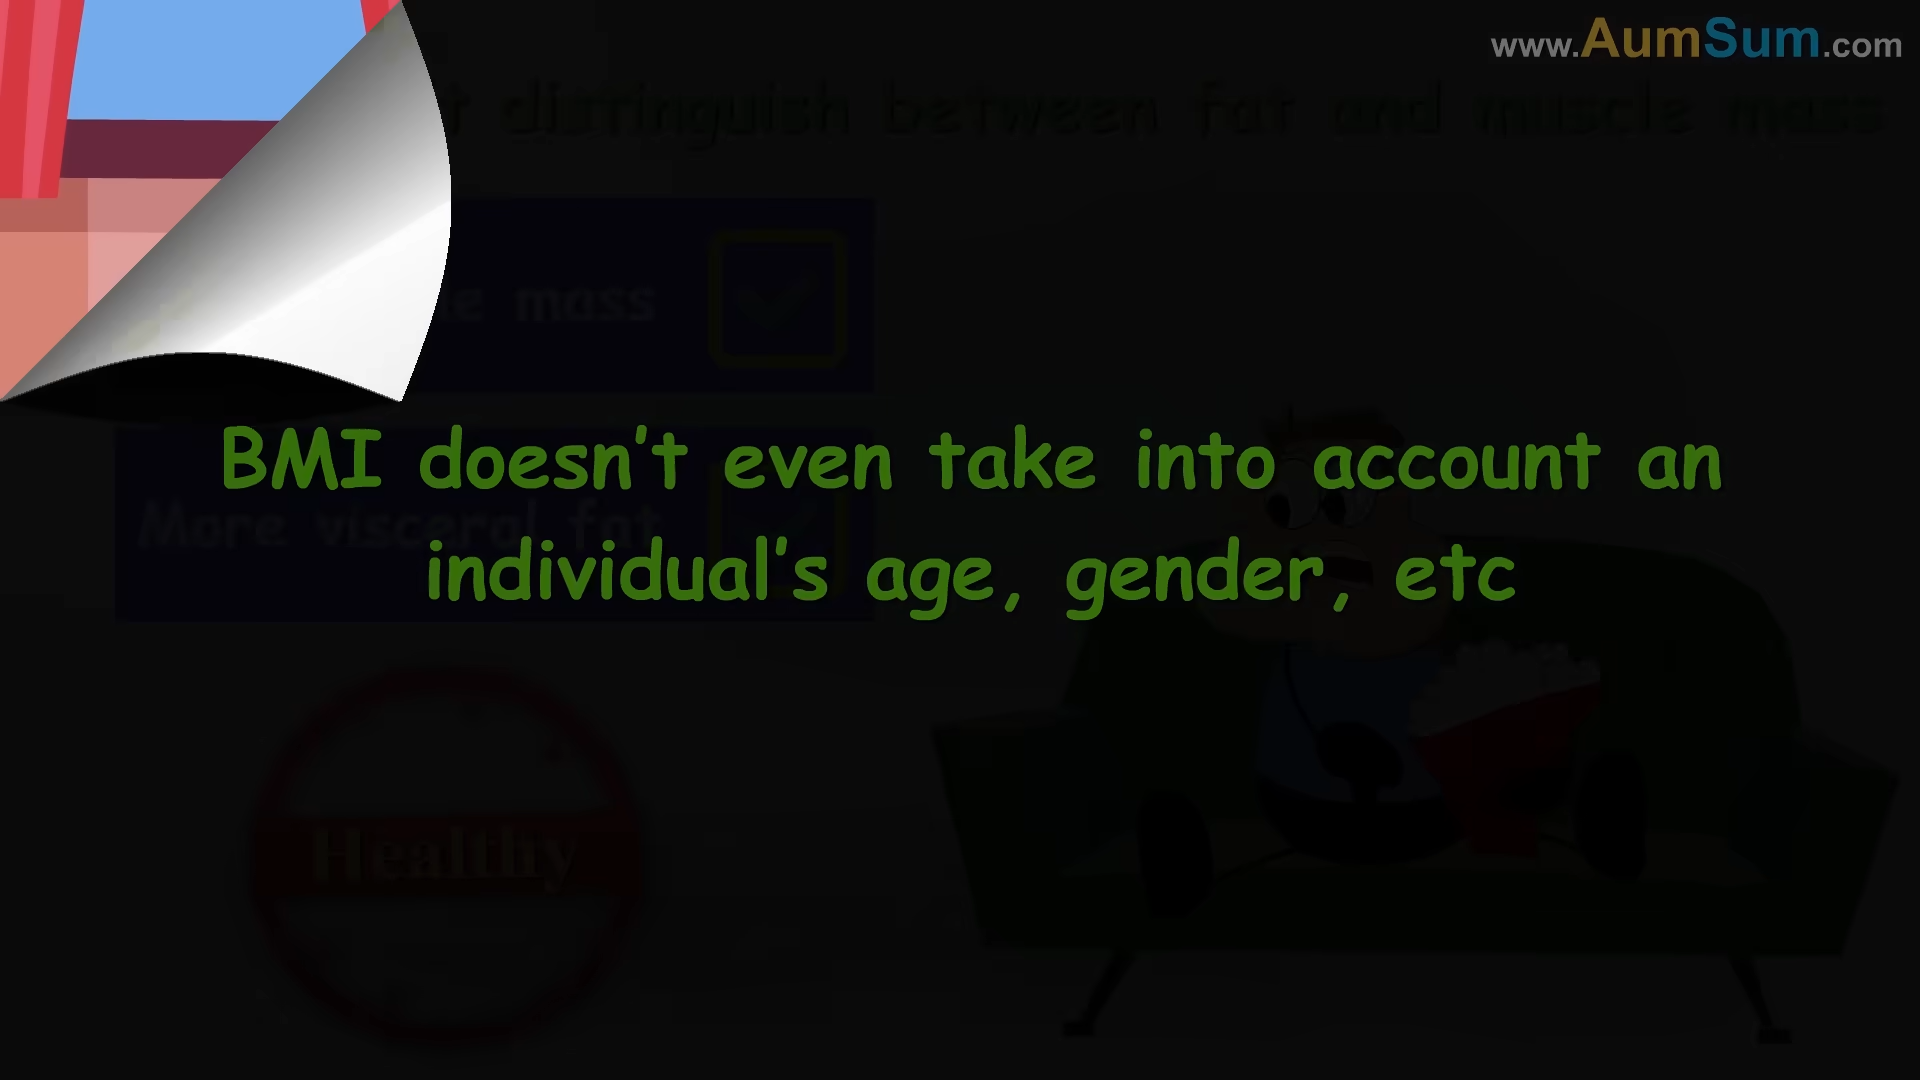 www.AumSum.com
t distinguish between fat and muscle mass
e mass
BMI doesn't even take into account an
More visceral fat
individual's age, gender, etc
Healthy